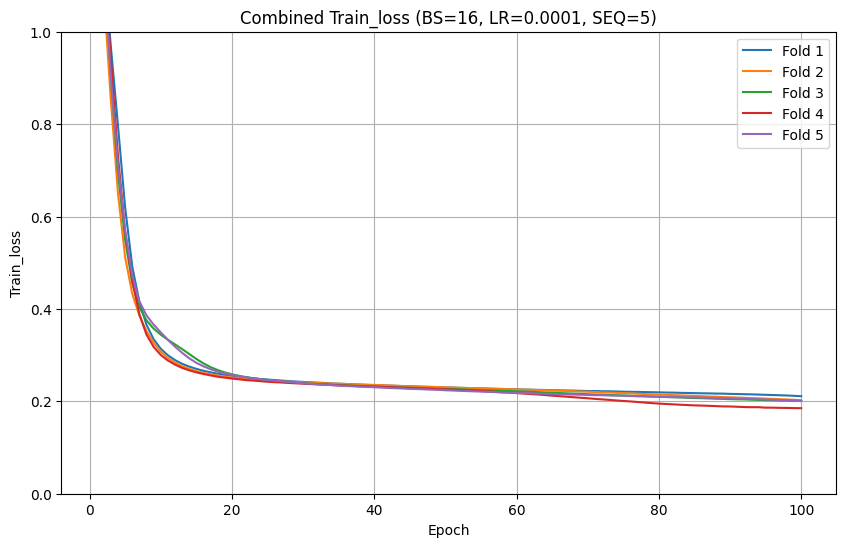 Combined Train_loss (BS=16, LR=0.0001, SEQ=5)
Fold 1
Fold 2
Fold 3
Fold 4
Fold 5
Train_loss
1.0
0.8
0.6
0.4
0.2
0.0
0 20 40 60 80 100
Epoch